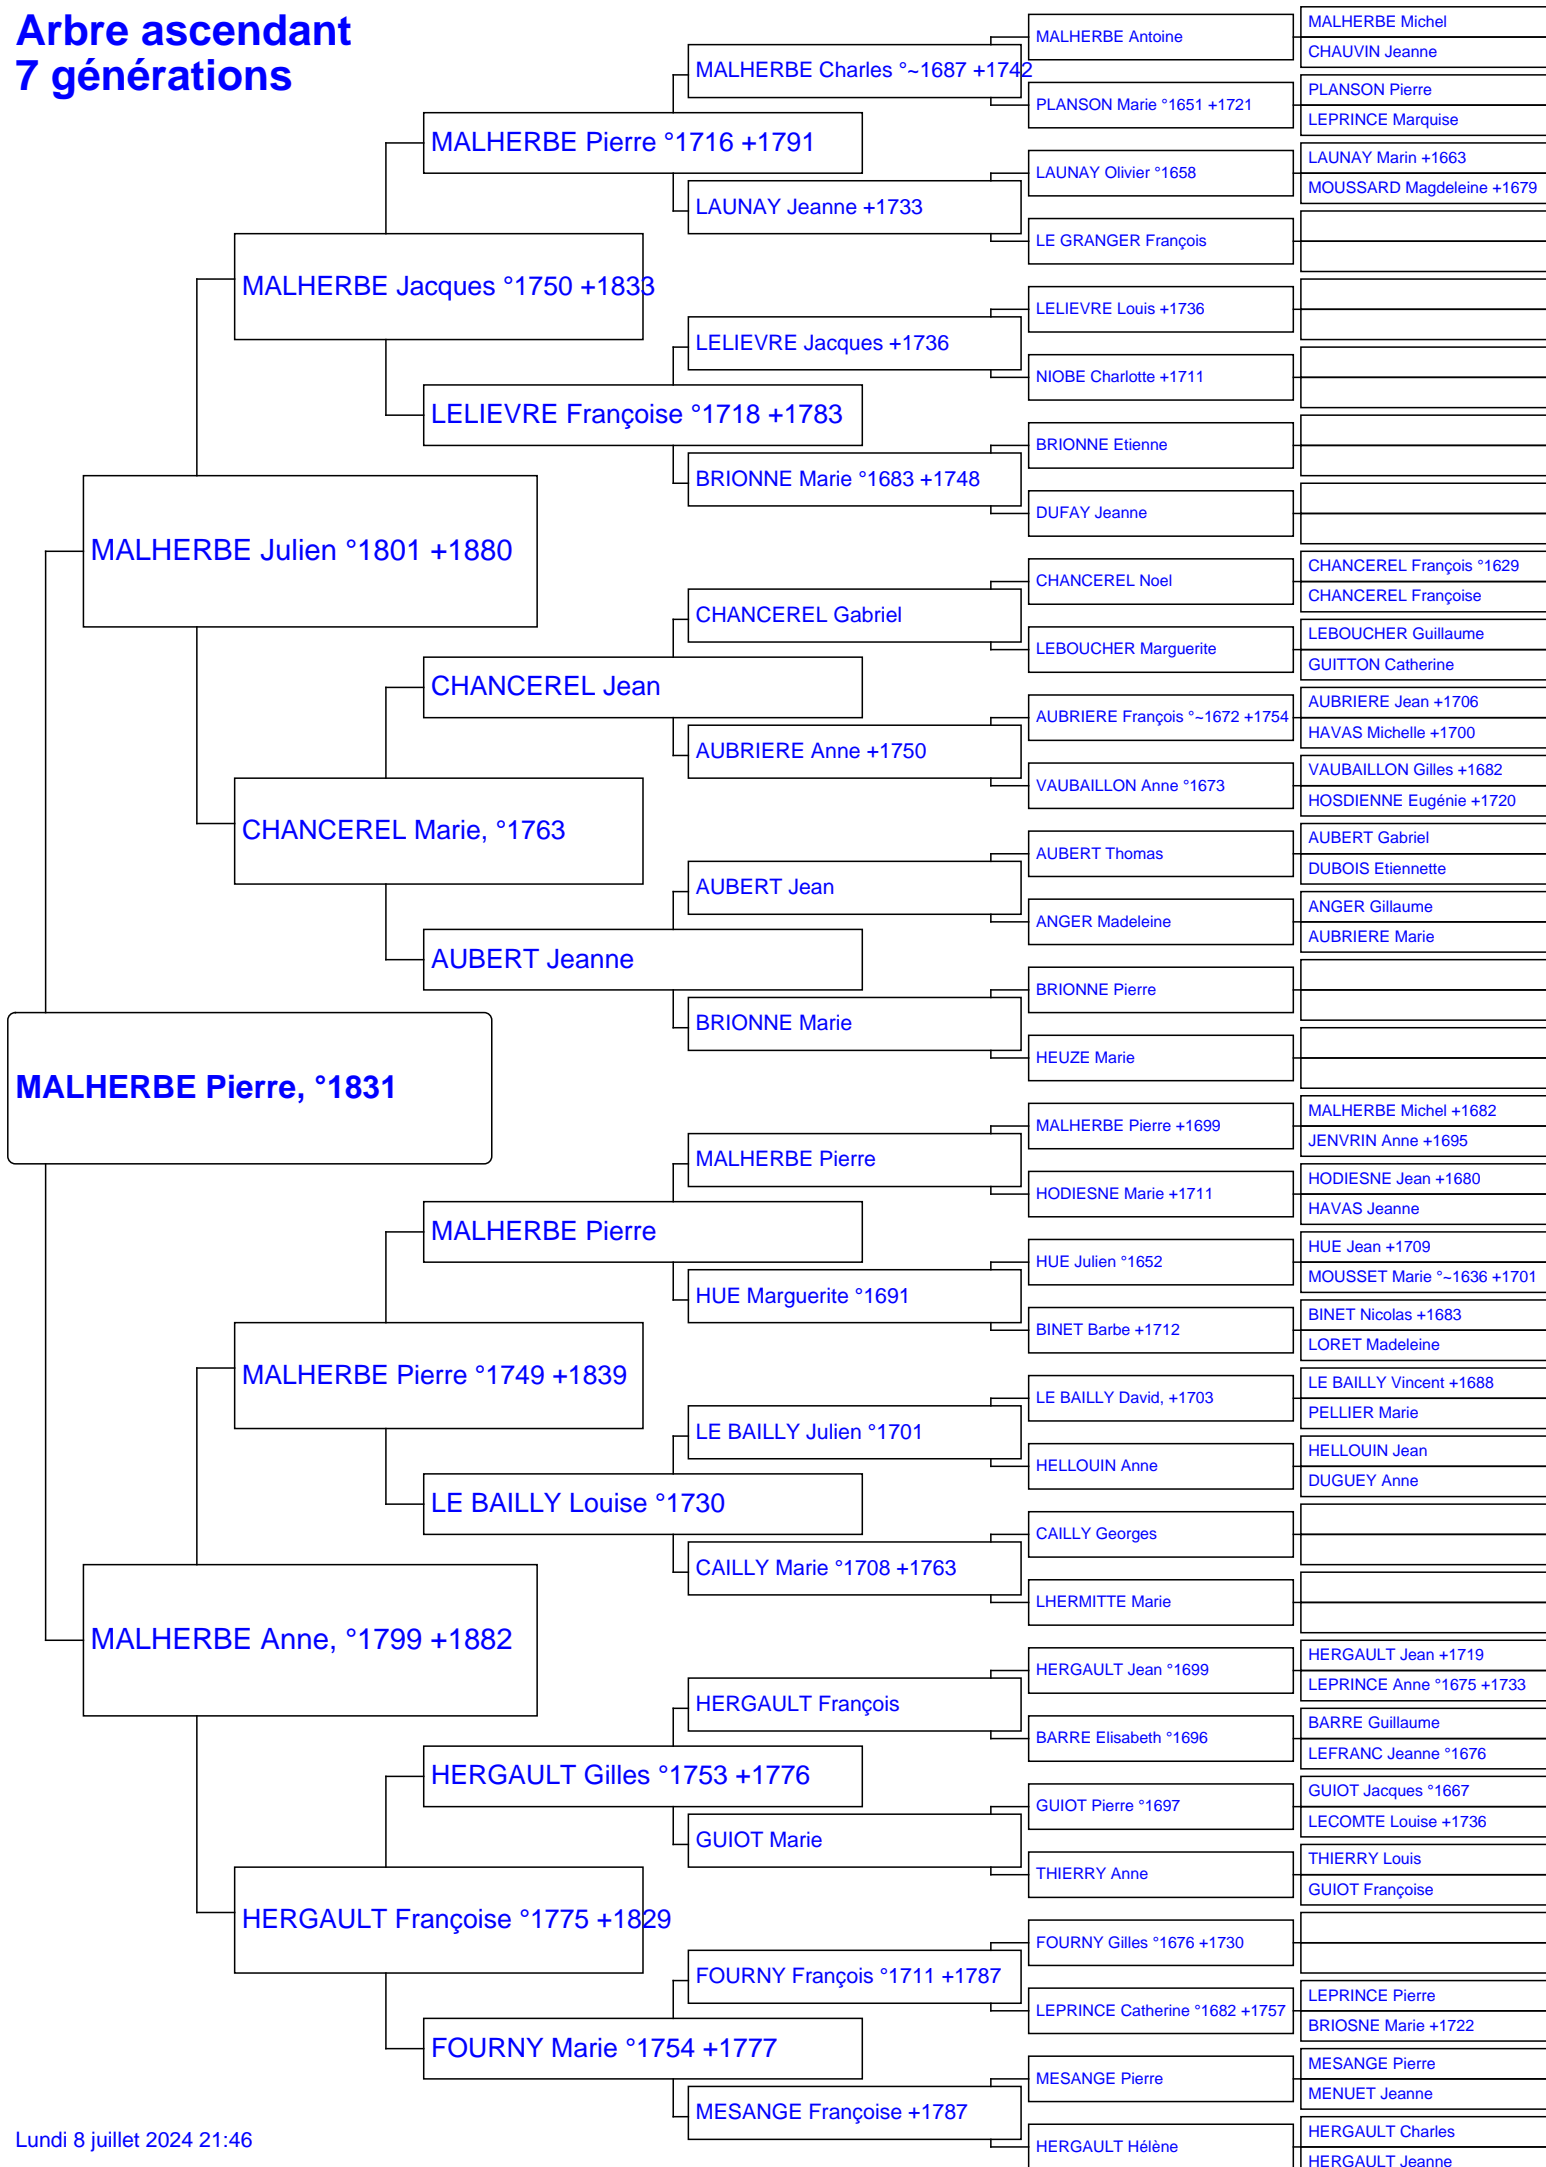 Arbre ascendant
7 générations
MALHERBE Pierre, °1831
MALHERBE Julien °1801 +1880
MALHERBE Anne, °1799 +1882
MALHERBE Jacques °1750 +1833
CHANCEREL Marie, °1763
MALHERBE Pierre °1749 +1839
HERGAULT Françoise °1775 +1829
MALHERBE Pierre °1716 +1791
LELIEVRE Françoise °1718 +1783
CHANCEREL Jean
AUBERT Jeanne
MALHERBE Pierre
LE BAILLY Louise °1730
HERGAULT Gilles °1753 +1776
FOURNY Marie °1754 +1777
MALHERBE Charles °~1687 +1742
LAUNAY Jeanne +1733
LELIEVRE Jacques +1736
BRIONNE Marie °1683 +1748
CHANCEREL Gabriel
AUBRIERE Anne +1750
AUBERT Jean
BRIONNE Marie
MALHERBE Pierre
HUE Marguerite °1691
LE BAILLY Julien °1701
CAILLY Marie °1708 +1763
HERGAULT François
GUIOT Marie
FOURNY François °1711 +1787
MESANGE Françoise +1787
MALHERBE Antoine
PLANSON Marie °1651 +1721
LAUNAY Olivier °1658
LE GRANGER François
LELIEVRE Louis +1736
NIOBE Charlotte +1711
BRIONNE Etienne
DUFAY Jeanne
CHANCEREL Noel
LEBOUCHER Marguerite
AUBRIERE François °~1672 +1754
VAUBAILLON Anne °1673
AUBERT Thomas
ANGER Madeleine
BRIONNE Pierre
HEUZE Marie
MALHERBE Pierre +1699
HODIESNE Marie +1711
HUE Julien °1652
BINET Barbe +1712
LE BAILLY David, +1703
HELLOUIN Anne
CAILLY Georges
LHERMITTE Marie
HERGAULT Jean °1699
BARRE Elisabeth °1696
GUIOT Pierre °1697
THIERRY Anne
FOURNY Gilles °1676 +1730
LEPRINCE Catherine °1682 +1757
MESANGE Pierre
HERGAULT Hélène
MALHERBE Michel
CHAUVIN Jeanne
PLANSON Pierre
LEPRINCE Marquise
LAUNAY Marin +1663
MOUSSARD Magdeleine +1679
CHANCEREL François °1629
CHANCEREL Françoise
LEBOUCHER Guillaume
GUITTON Catherine
AUBRIERE Jean +1706
HAVAS Michelle +1700
VAUBAILLON Gilles +1682
HOSDIENNE Eugénie +1720
AUBERT Gabriel
DUBOIS Etiennette
ANGER Gillaume
AUBRIERE Marie
MALHERBE Michel +1682
JENVRIN Anne +1695
HODIESNE Jean +1680
HAVAS Jeanne
HUE Jean +1709
MOUSSET Marie °~1636 +1701
BINET Nicolas +1683
LORET Madeleine
LE BAILLY Vincent +1688
PELLIER Marie
HELLOUIN Jean
DUGUEY Anne
HERGAULT Jean +1719
LEPRINCE Anne °1675 +1733
BARRE Guillaume
LEFRANC Jeanne °1676
GUIOT Jacques °1667
LECOMTE Louise +1736
THIERRY Louis
GUIOT Françoise
LEPRINCE Pierre
BRIOSNE Marie +1722
MESANGE Pierre
MENUET Jeanne
HERGAULT Charles
HERGAULT Jeanne
Lundi 8 juillet 2024 21:46